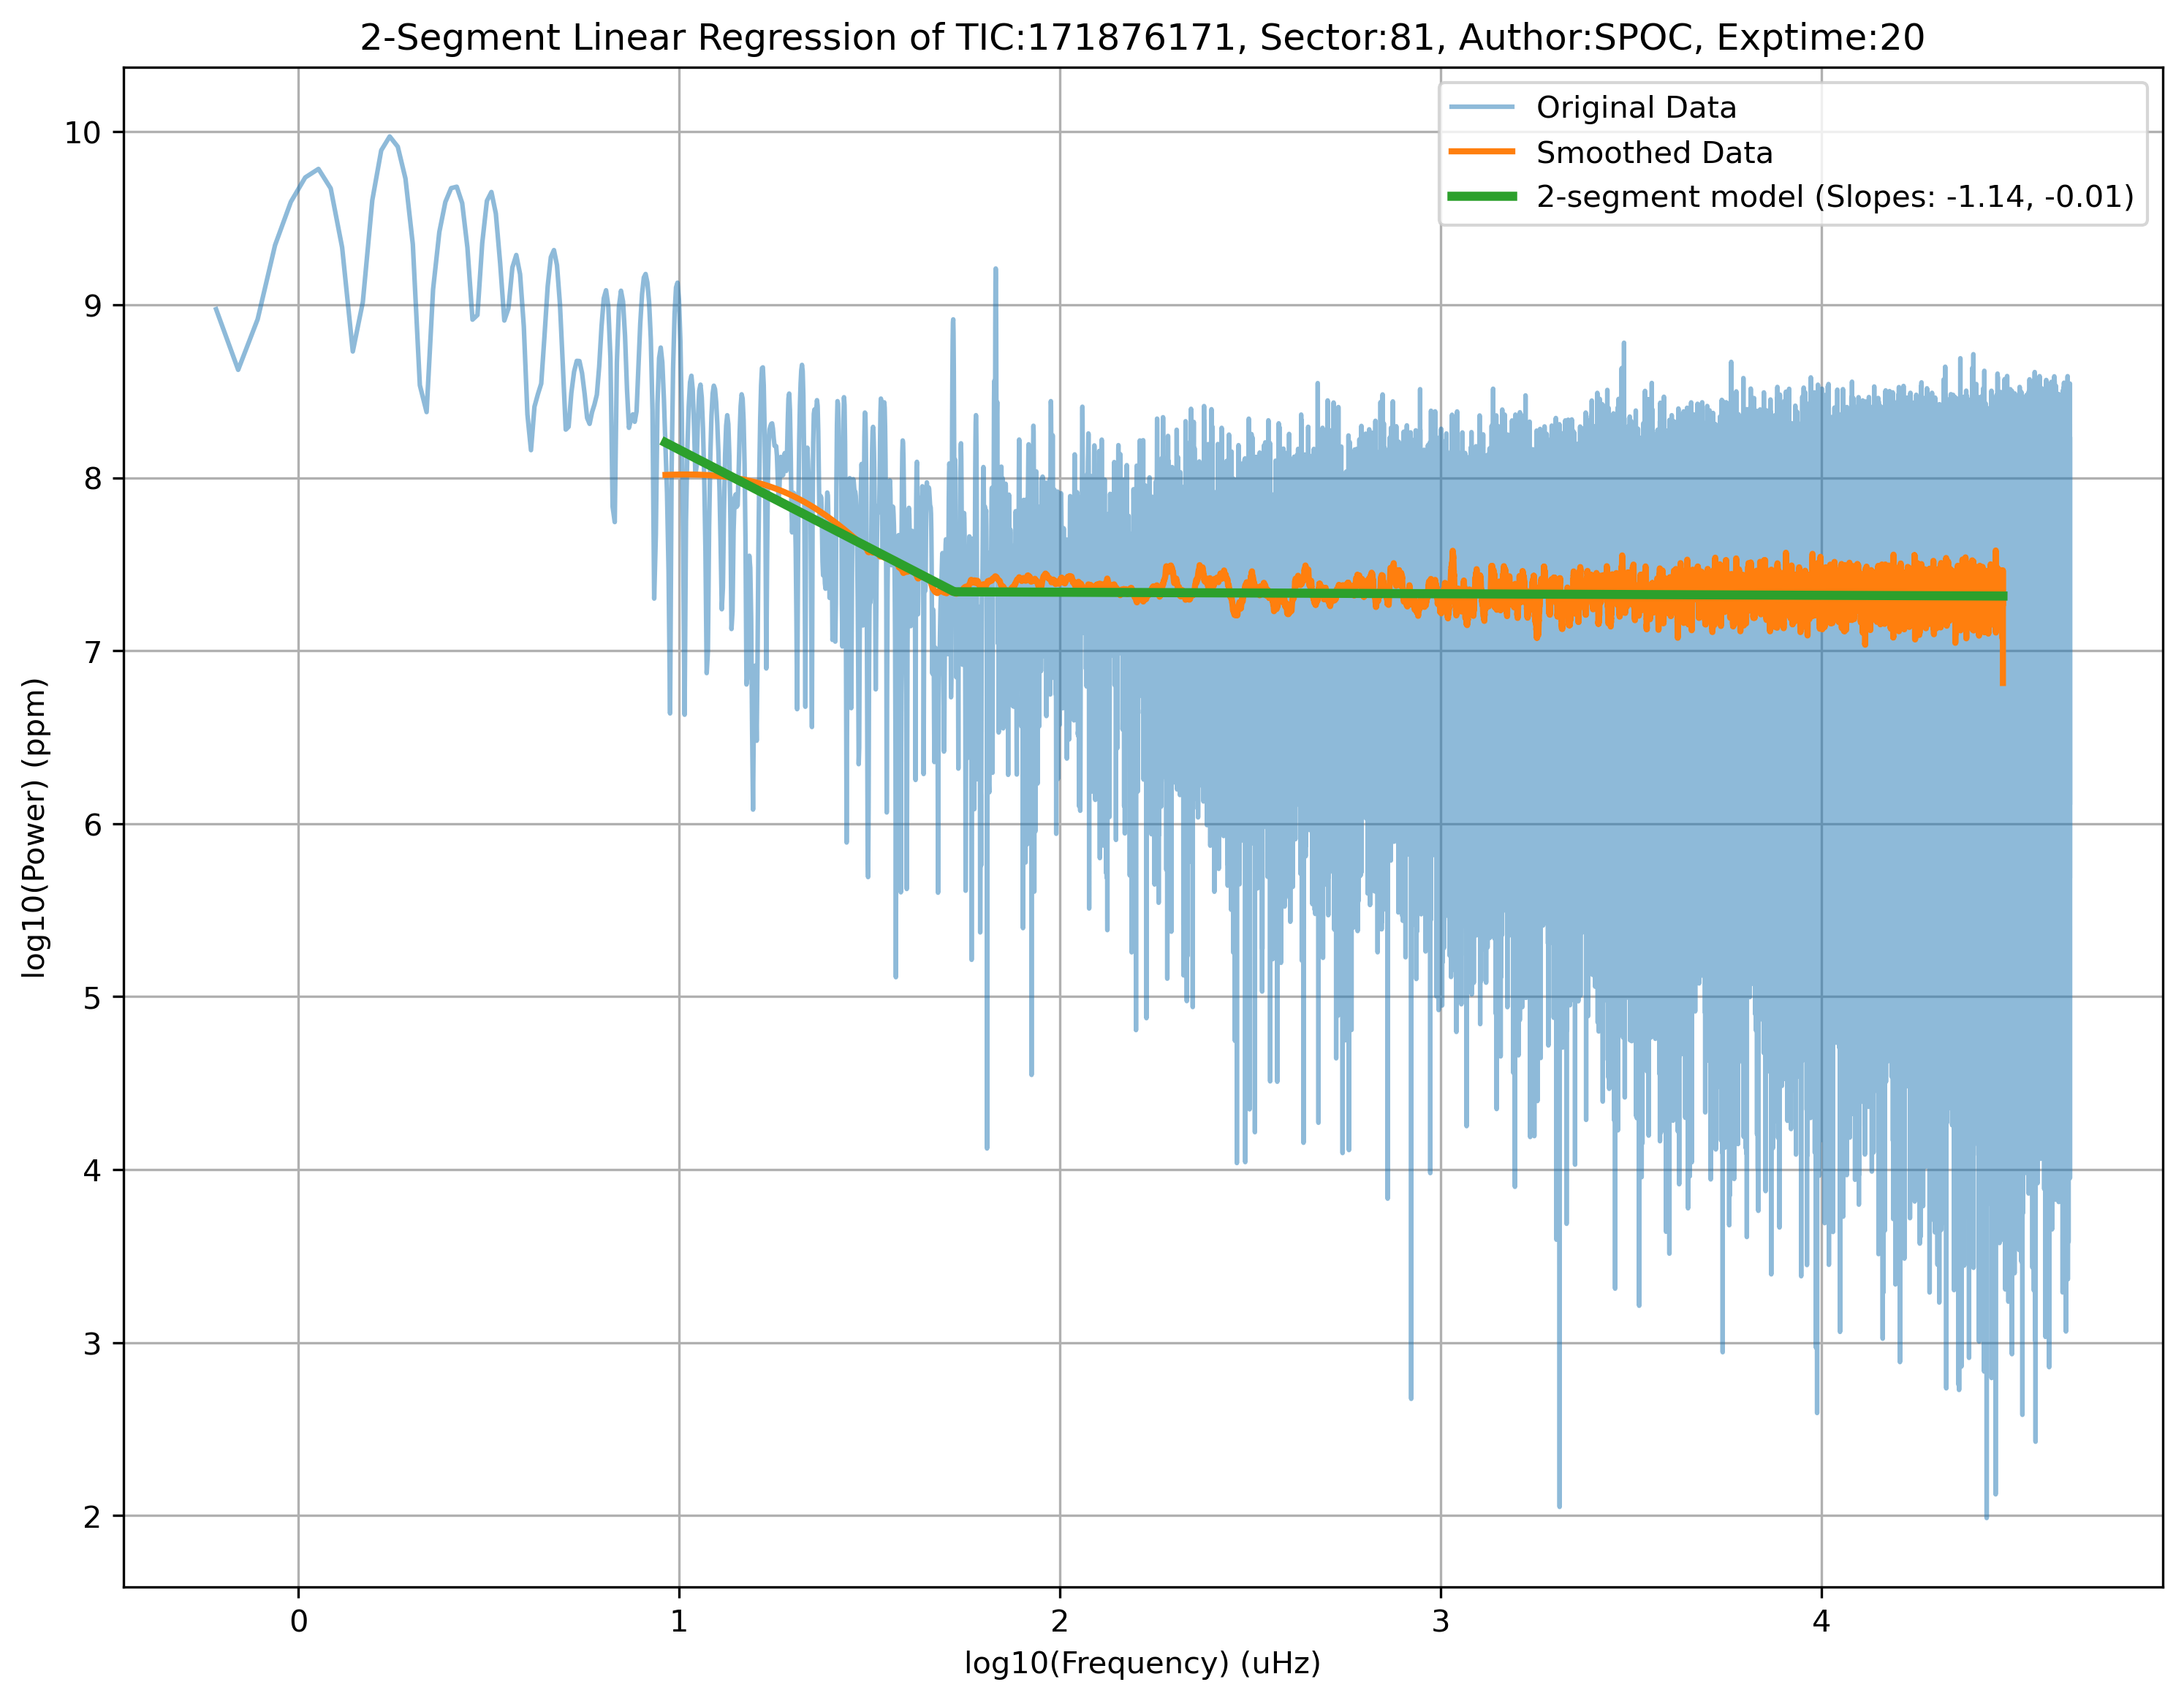 2-Segment Linear Regression of TIC:171876171, Sector:81, Author:SPOC, Exptime:20
Original Data
Smoothed Data
2-segment model (Slopes: -1.14, -0.01)
log10(Power) (ppm)
10
9
8
7
6
5
4
3
2
0 1 2 3 4
log10(Frequency) (uHz)